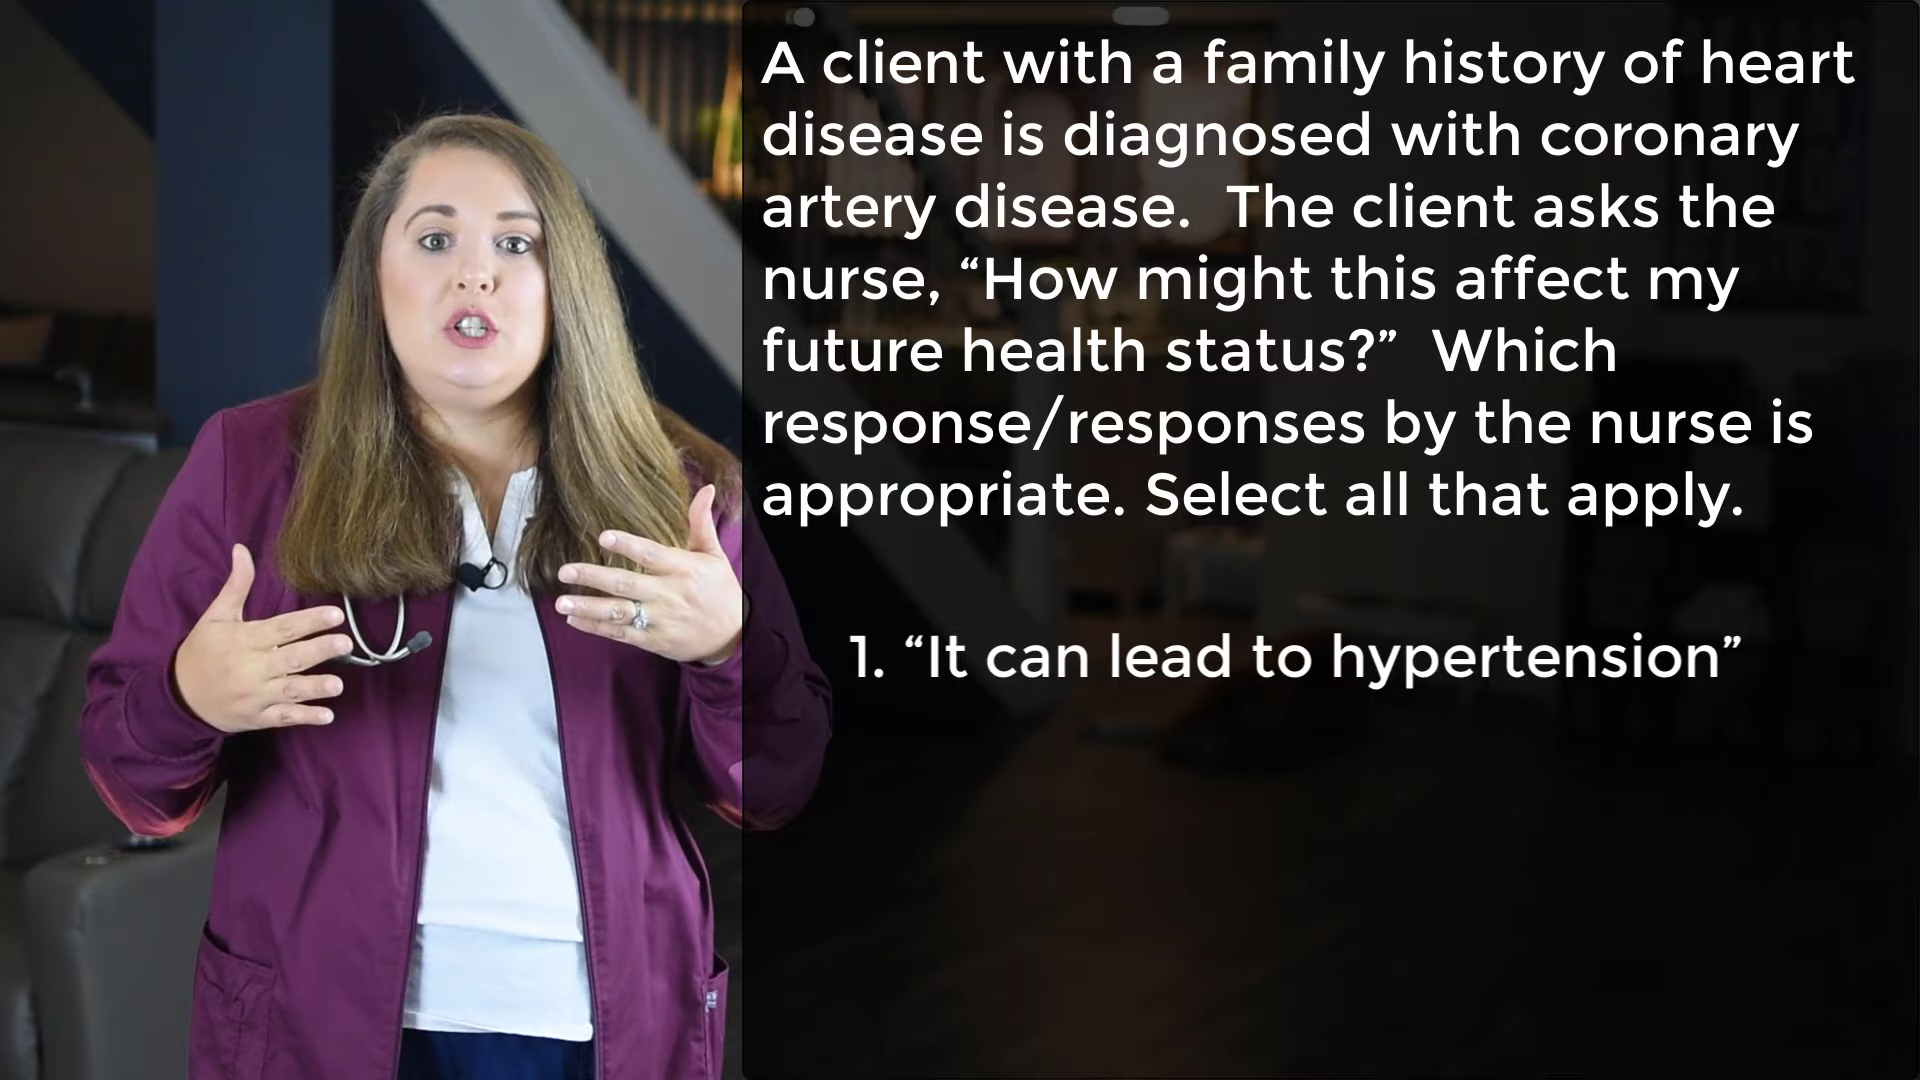 A client with a family history of heart
disease is diagnosed with coronary
artery disease.  The client asks the
nurse, “How might this affect my
future health status?”  Which
response/responses by the nurse is
appropriate. Select all that apply.
1. “It can lead to hypertension”